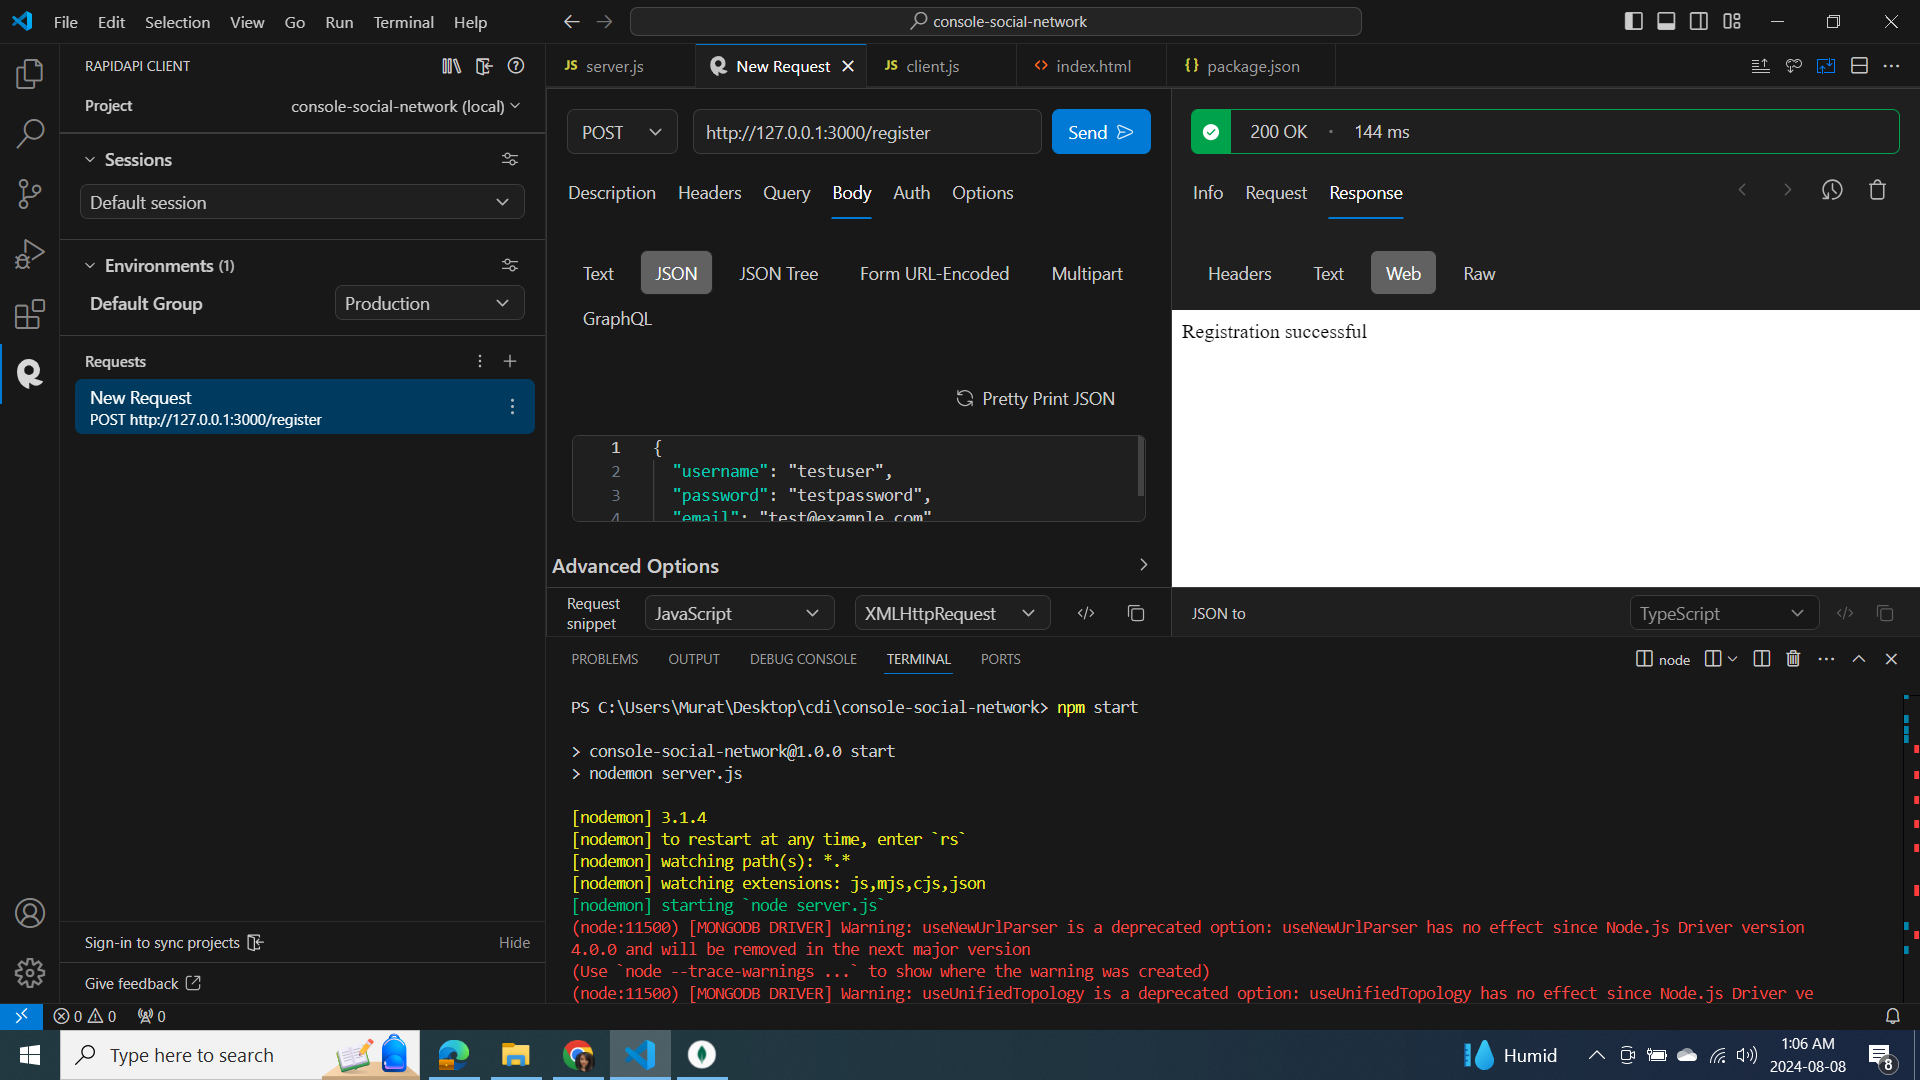 File Edit Selection View Go Run Terminal Help
console-social-network
RAPIDAPI CLIENT
Project
console-social-network (local)
Sessions
Default session
Environments (1)
Default Group
Production
Requests
New Request
POST http://127.0.0.1:3000/register
Sign-in to sync projects
Hide
Give feedback
JS server.js
New Request
JS client.js
<> index.html
{} package.json
POST
http://127.0.0.1:3000/register
Send
Description Headers Query Body Auth Options
Text JSON JSON Tree Form URL-Encoded Multipart
GraphQL
Pretty Print JSON
1 {
2 "username": "testuser",
3 "password": "testpassword",
4 "email": "test@example.com"
Advanced Options
Request
snippet
JavaScript
XMLHttpRequest
200 OK · 144 ms
Info Request Response
Headers Text Web Raw
Registration successful
JSON to
TypeScript
PROBLEMS OUTPUT DEBUG CONSOLE TERMINAL PORTS
node
PS C:\Users\Murat\Desktop\cdi\console-social-network> npm start
> console-social-network@1.0.0 start
> nodemon server.js
[nodemon] 3.1.4
[nodemon] to restart at any time, enter `rs`
[nodemon] watching path(s): *.*
[nodemon] watching extensions: js,mjs,cjs,json
[nodemon] starting `node server.js`
(node:11500) [MONGODB DRIVER] Warning: useNewUrlParser is a deprecated option: useNewUrlParser has no effect since Node.js Driver version
4.0.0 and will be removed in the next major version
(Use `node --trace-warnings ...` to show where the warning was created)
(node:11500) [MONGODB DRIVER] Warning: useUnifiedTopology is a deprecated option: useUnifiedTopology has no effect since Node.js Driver ve
0 0 0
Type here to search
Humid
1:06 AM
2024-08-08
8